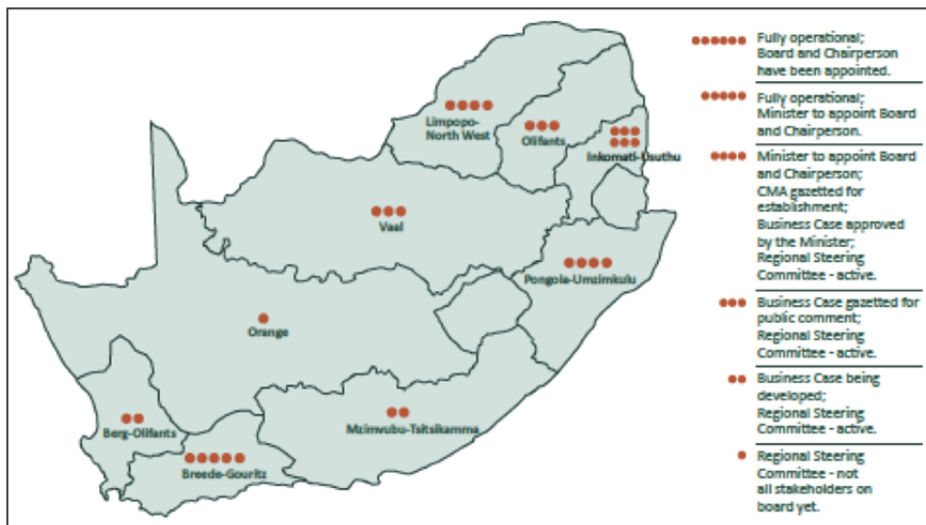 Limpopo-
North West
Olifants
Inkomati-Usuthu
Vaal
Pongola-Umzimkulu
Orange
Berg-Olifants
Mzimvubu-Tsitsikamma
Breede-Gouritz
Fully operational;
Board and Chairperson
have been appointed.
Fully operational;
Minister to appoint Board
and Chairperson.
Minister to appoint Board
and Chairperson;
CMA gazetted for
establishment;
Business Case approved
by the Minister;
Regional Steering
Committee - active.
Business Case gazetted for
public comment;
Regional Steering
Committee - active.
Business Case being
developed;
Regional Steering
Committee - active.
Regional Steering
Committee - not
all stakeholders on
board yet.